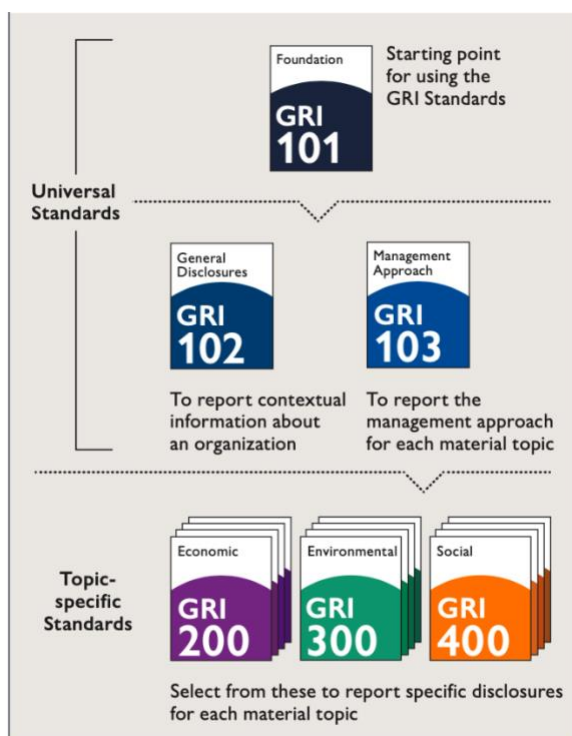 Foundation
GRI
101
Starting point
for using the
GRI Standards
Universal
Standards
General
Disclosures
GRI
102
Management
Approach
GRI
103
To report contextual
information about
an organization
To report the
management approach
for each material topic
Topic-
specific
Standards
Economic
GRI
200
Environmental
GRI
300
Social
GRI
400
Select from these to report specific disclosures
for each material topic